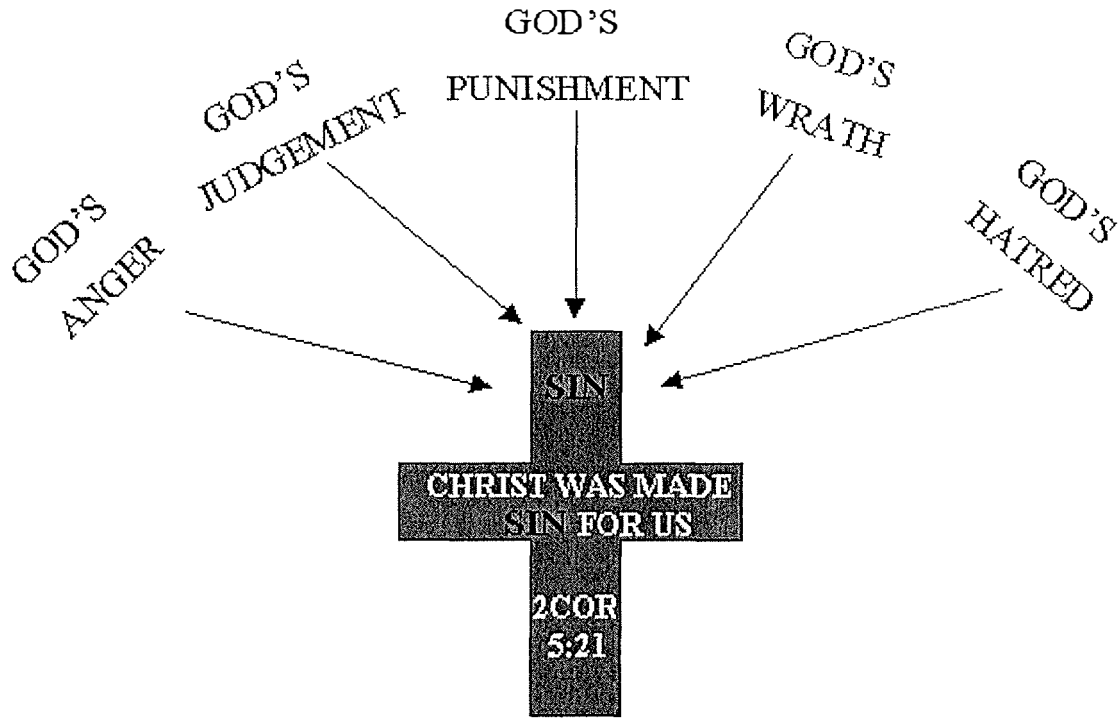 GOD'S
ANGER
GOD'S
JUDGEMENT
GOD'S
PUNISHMENT
GOD'S
WRATH
GOD'S
HATRED
SIN
CHRIST WAS MADE
SIN FOR US
2COR
5:21